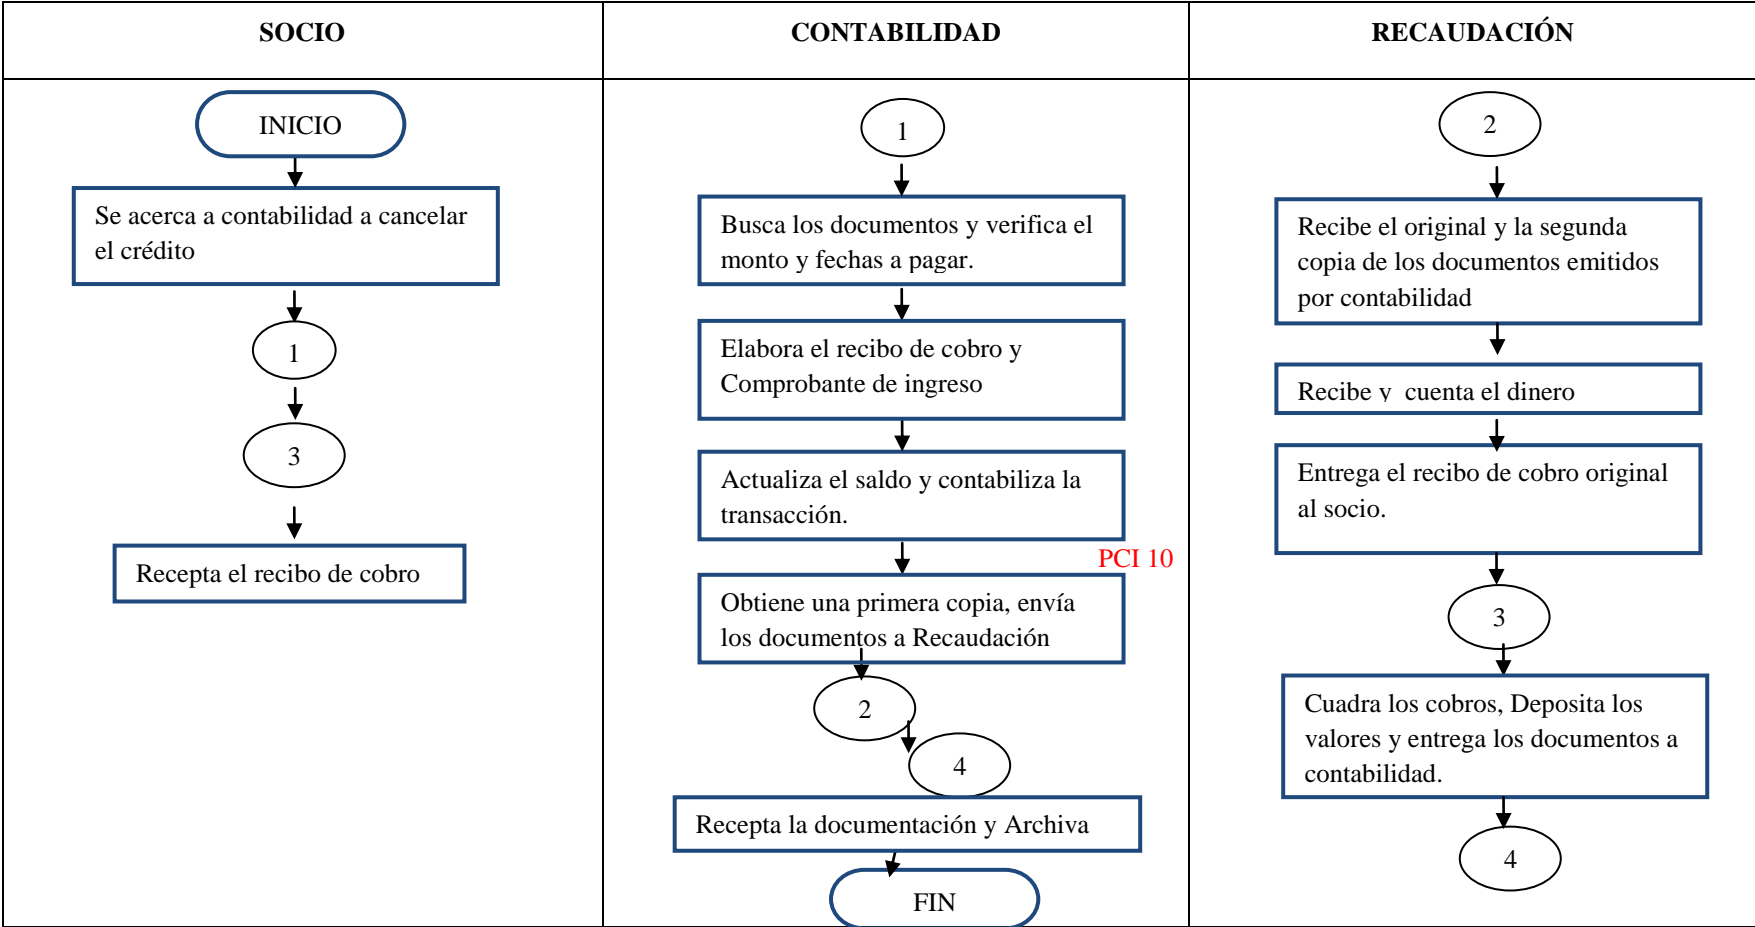 SOCIO
CONTABILIDAD
RECAUDACIÓN
INICIO
Se acerca a contabilidad a cancelar
el crédito
1
3
Recepta el recibo de cobro
1
Busca los documentos y verifica el
monto y fechas a pagar.
Elabora el recibo de cobro y
Comprobante de ingreso
Actualiza el saldo y contabiliza la
transacción.
PCI 10
Obtiene una primera copia, envía
los documentos a Recaudación
2
4
Recepta la documentación y Archiva
FIN
2
Recibe el original y la segunda
copia de los documentos emitidos
por contabilidad
Recibe y cuenta el dinero
Entrega el recibo de cobro original
al socio.
3
Cuadra los cobros, Deposita los
valores y entrega los documentos a
contabilidad.
4